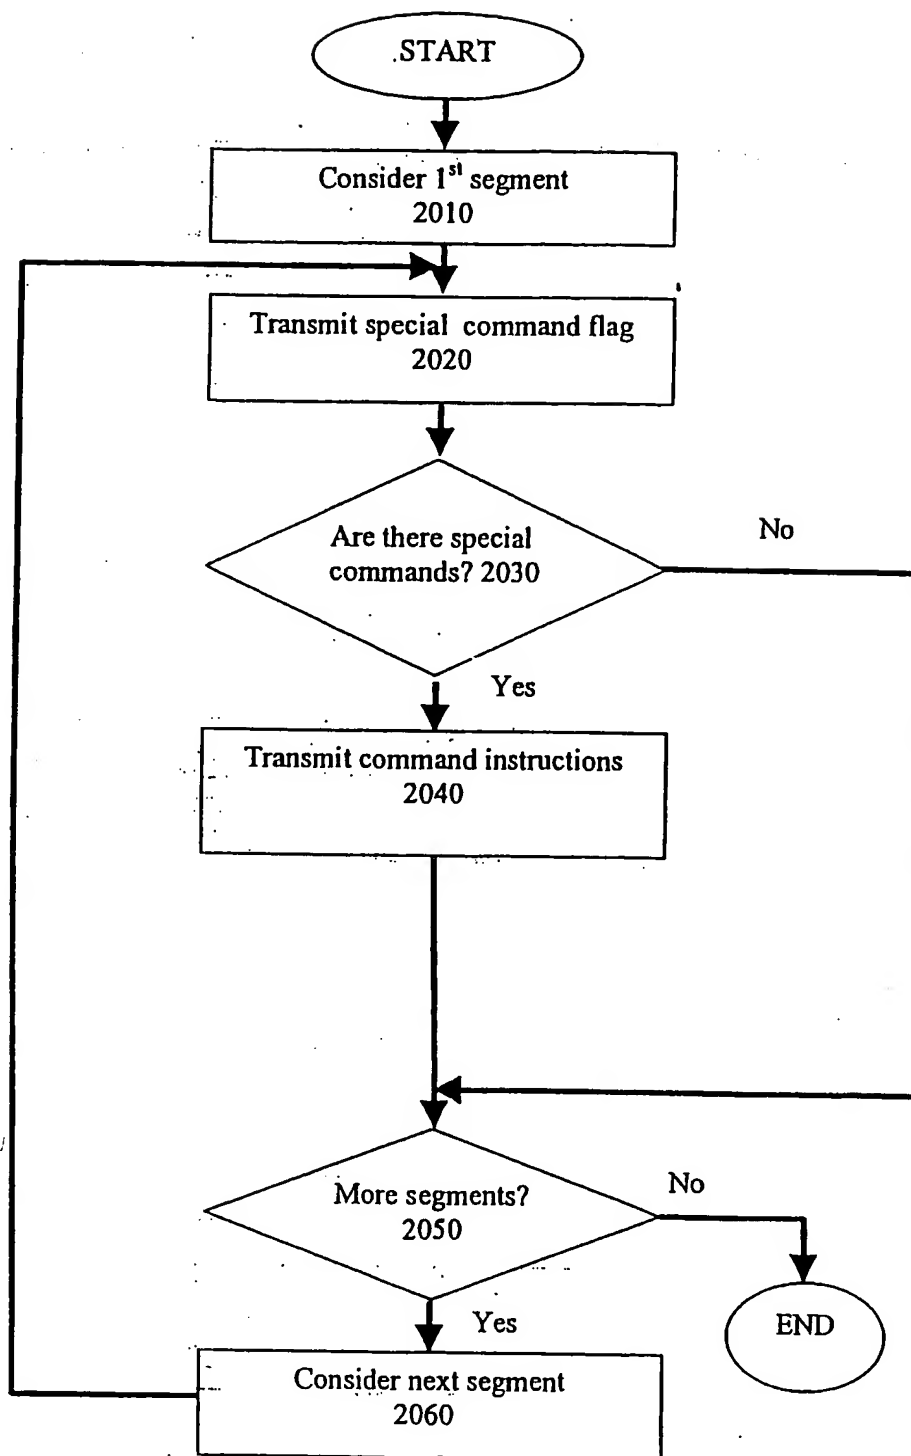 .START
Consider 1st segment
2010
Transmit special command flag
2020
Are there special
commands? 2030
No
Yes
Transmit command instructions
2040
More segments?
2050
No
Yes
END
Consider next segment
2060